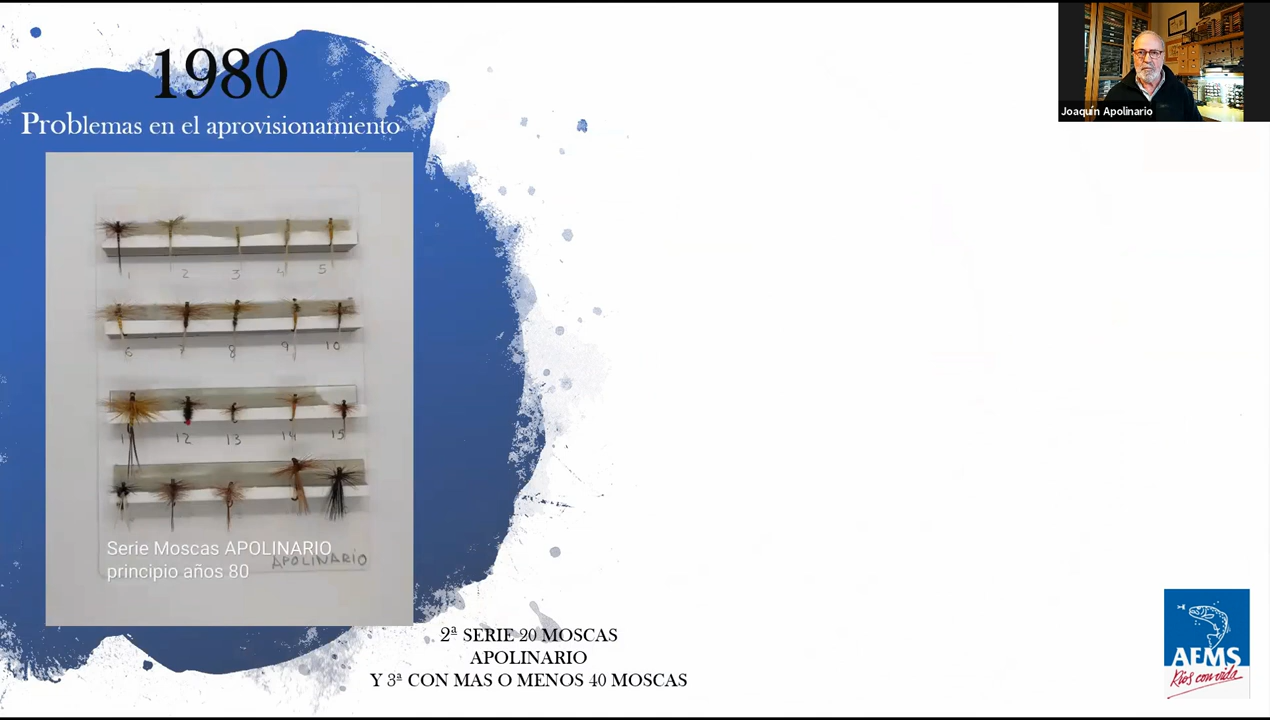 1980
Problemas en el aprovisionamiento
Joaquín Apolinario
1 2 3 4 5
6 7 8 9 10
11 12 13 14 15
Serie Moscas APOLINARIO
principio años 80
APOLINARIO
2ª SERIE 20 MOSCAS
APOLINARIO
Y 3ª CON MAS O MENOS 40 MOSCAS
AEMS
Ríos con vida